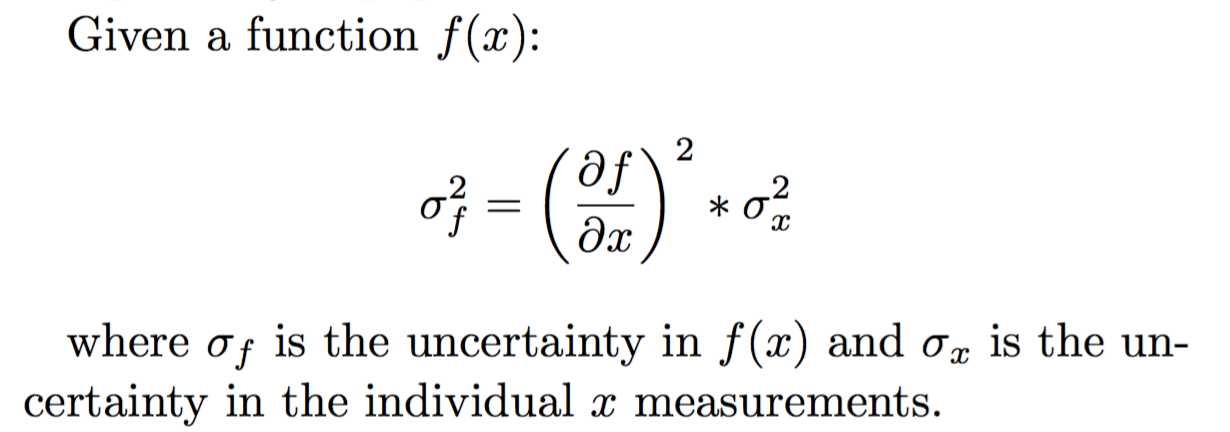 Given a function f(x):
σ_f^2 = (∂f/∂x)^2 * σ_x^2
where σ_f is the uncertainty in f(x) and σ_x is the un-
certainty in the individual x measurements.